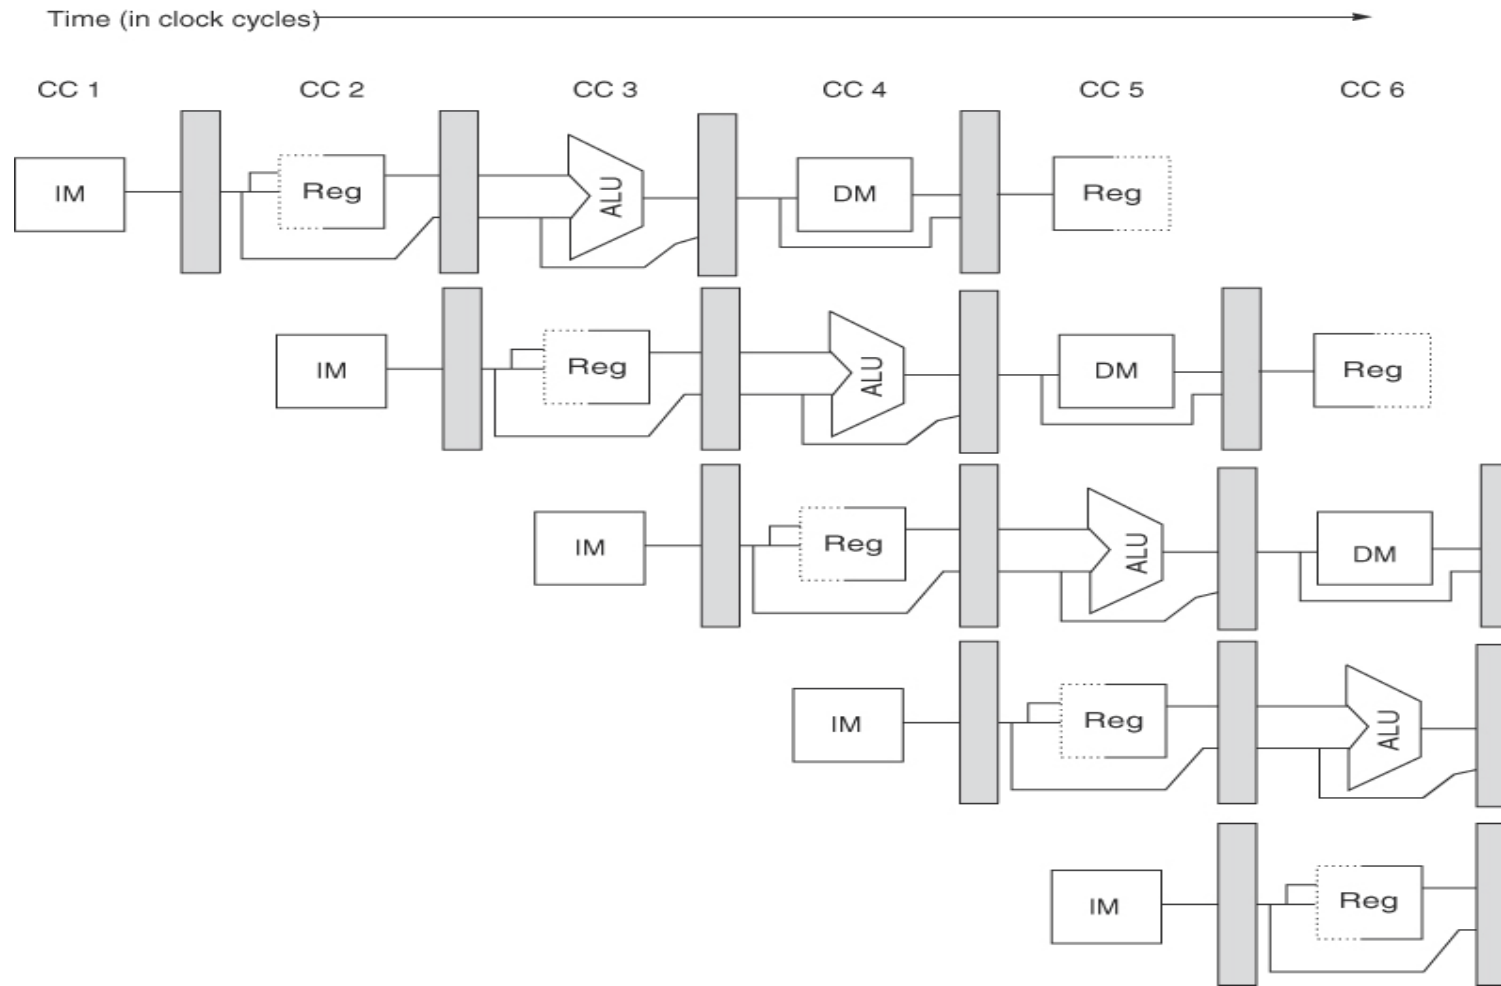 Time (in clock cycles)
CC 1 CC 2 CC 3 CC 4 CC 5 CC 6
IM Reg ALU DM Reg
IM Reg ALU DM Reg
IM Reg ALU DM
IM Reg ALU
IM Reg